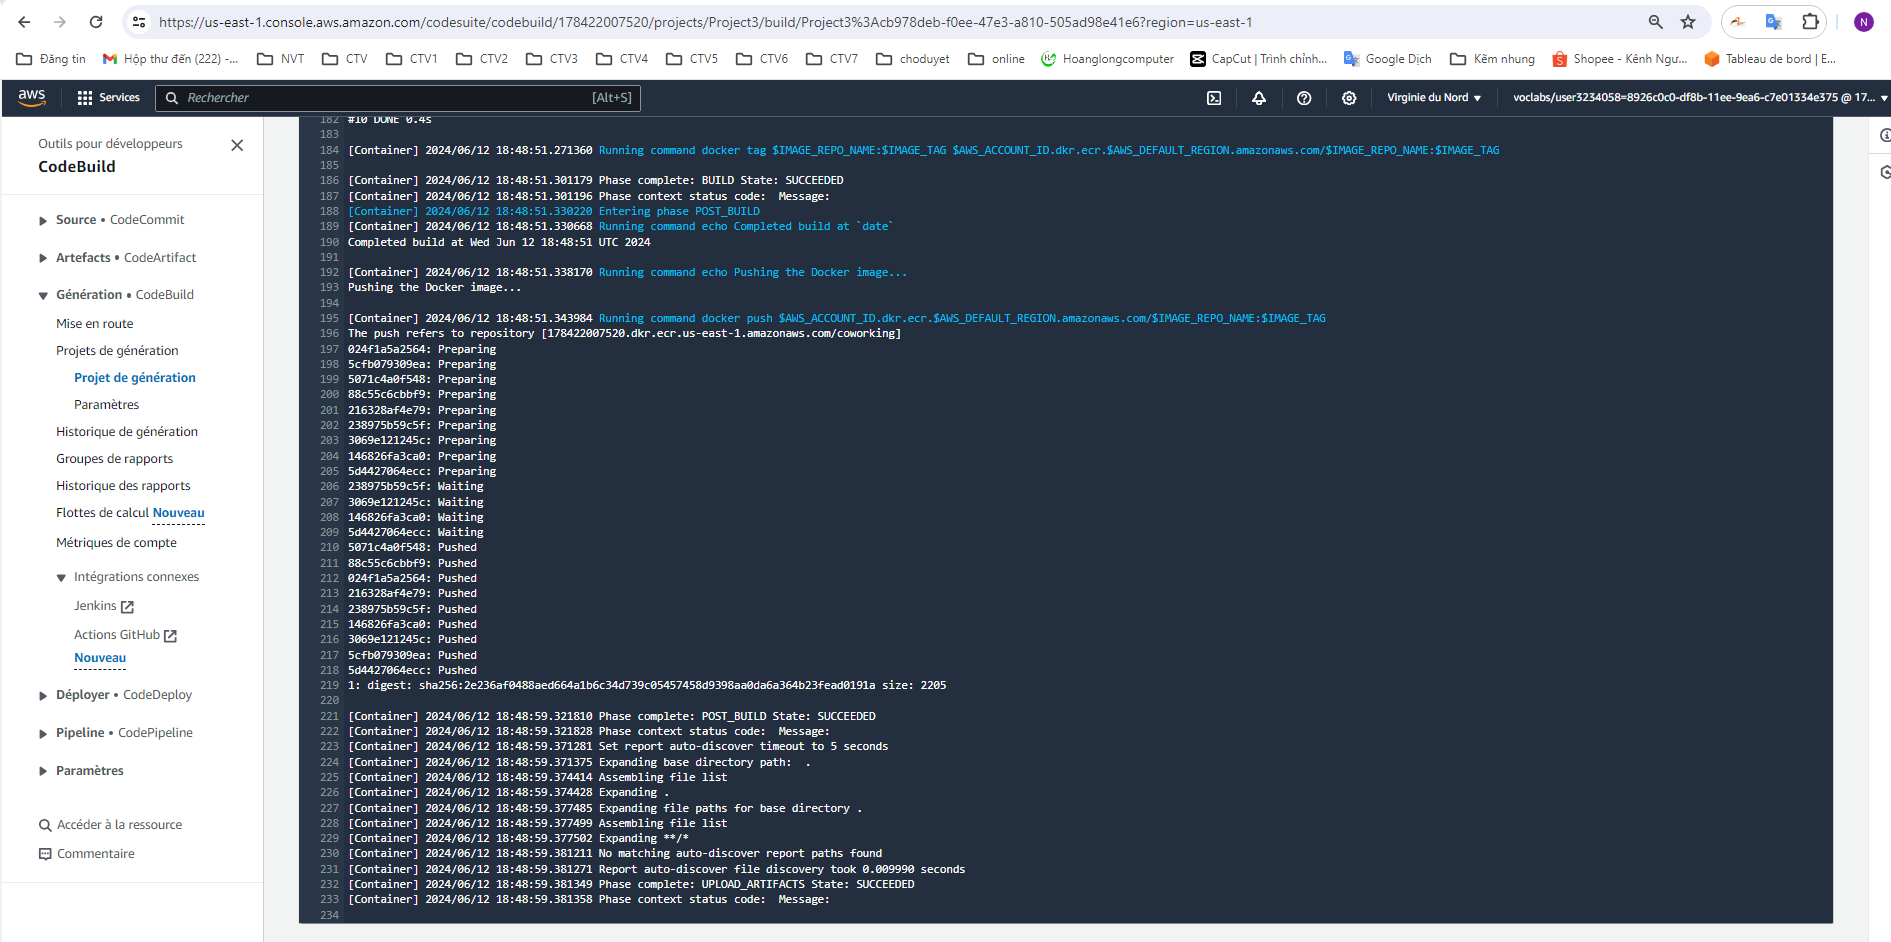 https://us-east-1.console.aws.amazon.com/codesuite/codebuild/178422007520/projects/Project3/build/Project3%3Acb978deb-f0ee-47e3-a810-505ad98e41e6?region=us-east-1
N
Đăng tin
Hộp thư đến (222) -...
NVT
CTV
CTV1
CTV2
CTV3
CTV4
CTV5
CTV6
CTV7
choduyet
online
Hoanglongcomputer
CapCut | Trình chỉnh...
Google Dịch
Kẽm nhung
Shopee - Kênh Ngư...
Tableau de bord | E...
aws
Services
Rechercher
[Alt+S]
Virginie du Nord
voclabs/user3234058=8926c0c0-df8b-11ee-9ea6-c7e01334e375 @ 17...
Outils pour développeurs
CodeBuild
Source • CodeCommit
Artefacts • CodeArtifact
Génération • CodeBuild
Mise en route
Projets de génération
Projet de génération
Paramètres
Historique de génération
Groupes de rapports
Historique des rapports
Flottes de calcul Nouveau
Métriques de compte
Intégrations connexes
Jenkins
Actions GitHub
Nouveau
Déployer • CodeDeploy
Pipeline • CodePipeline
Paramètres
Accéder à la ressource
Commentaire
182 #10 DONE 0.4s
183
184 [Container] 2024/06/12 18:48:51.271360 Running command docker tag $IMAGE_REPO_NAME:$IMAGE_TAG $AWS_ACCOUNT_ID.dkr.ecr.$AWS_DEFAULT_REGION.amazonaws.com/$IMAGE_REPO_NAME:$IMAGE_TAG
185
186 [Container] 2024/06/12 18:48:51.301179 Phase complete: BUILD State: SUCCEEDED
187 [Container] 2024/06/12 18:48:51.301196 Phase context status code:  Message:
188 [Container] 2024/06/12 18:48:51.330220 Entering phase POST_BUILD
189 [Container] 2024/06/12 18:48:51.330668 Running command echo Completed build at `date`
190 Completed build at Wed Jun 12 18:48:51 UTC 2024
191
192 [Container] 2024/06/12 18:48:51.338170 Running command echo Pushing the Docker image...
193 Pushing the Docker image...
194
195 [Container] 2024/06/12 18:48:51.343984 Running command docker push $AWS_ACCOUNT_ID.dkr.ecr.$AWS_DEFAULT_REGION.amazonaws.com/$IMAGE_REPO_NAME:$IMAGE_TAG
196 The push refers to repository [178422007520.dkr.ecr.us-east-1.amazonaws.com/coworking]
197 024f1a5a2564: Preparing
198 5cfb079309ea: Preparing
199 5071c4a0f548: Preparing
200 88c55c6cbbf9: Preparing
201 216328af4e79: Preparing
202 238975b59c5f: Preparing
203 3069e121245c: Preparing
204 146826fa3ca0: Preparing
205 5d4427064ecc: Preparing
206 238975b59c5f: Waiting
207 3069e121245c: Waiting
208 146826fa3ca0: Waiting
209 5d4427064ecc: Waiting
210 5071c4a0f548: Pushed
211 88c55c6cbbf9: Pushed
212 024f1a5a2564: Pushed
213 216328af4e79: Pushed
214 238975b59c5f: Pushed
215 146826fa3ca0: Pushed
216 3069e121245c: Pushed
217 5cfb079309ea: Pushed
218 5d4427064ecc: Pushed
219 1: digest: sha256:2e236af0488aed664a1b6c34d739c05457458d9398aa0da6a364b23fead0191a size: 2205
220
221 [Container] 2024/06/12 18:48:59.321810 Phase complete: POST_BUILD State: SUCCEEDED
222 [Container] 2024/06/12 18:48:59.321828 Phase context status code:  Message:
223 [Container] 2024/06/12 18:48:59.371281 Set report auto-discover timeout to 5 seconds
224 [Container] 2024/06/12 18:48:59.371375 Expanding base directory path:  .
225 [Container] 2024/06/12 18:48:59.374414 Assembling file list
226 [Container] 2024/06/12 18:48:59.374428 Expanding .
227 [Container] 2024/06/12 18:48:59.377485 Expanding file paths for base directory .
228 [Container] 2024/06/12 18:48:59.377499 Assembling file list
229 [Container] 2024/06/12 18:48:59.377502 Expanding **/*
230 [Container] 2024/06/12 18:48:59.381211 No matching auto-discover report paths found
231 [Container] 2024/06/12 18:48:59.381271 Report auto-discover file discovery took 0.009990 seconds
232 [Container] 2024/06/12 18:48:59.381349 Phase complete: UPLOAD_ARTIFACTS State: SUCCEEDED
233 [Container] 2024/06/12 18:48:59.381358 Phase context status code:  Message:
234